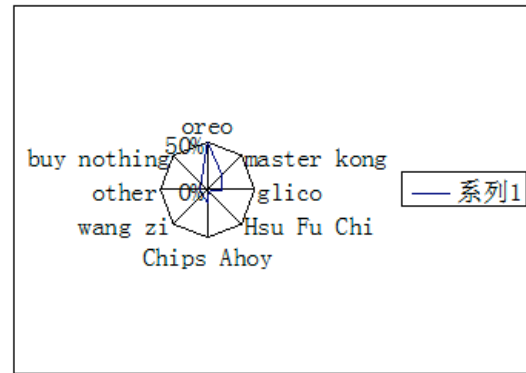 oreo
50%
buy nothing
master kong
other
0%
glico
系列1
wang zi
Hsu Fu Chi
Chips Ahoy